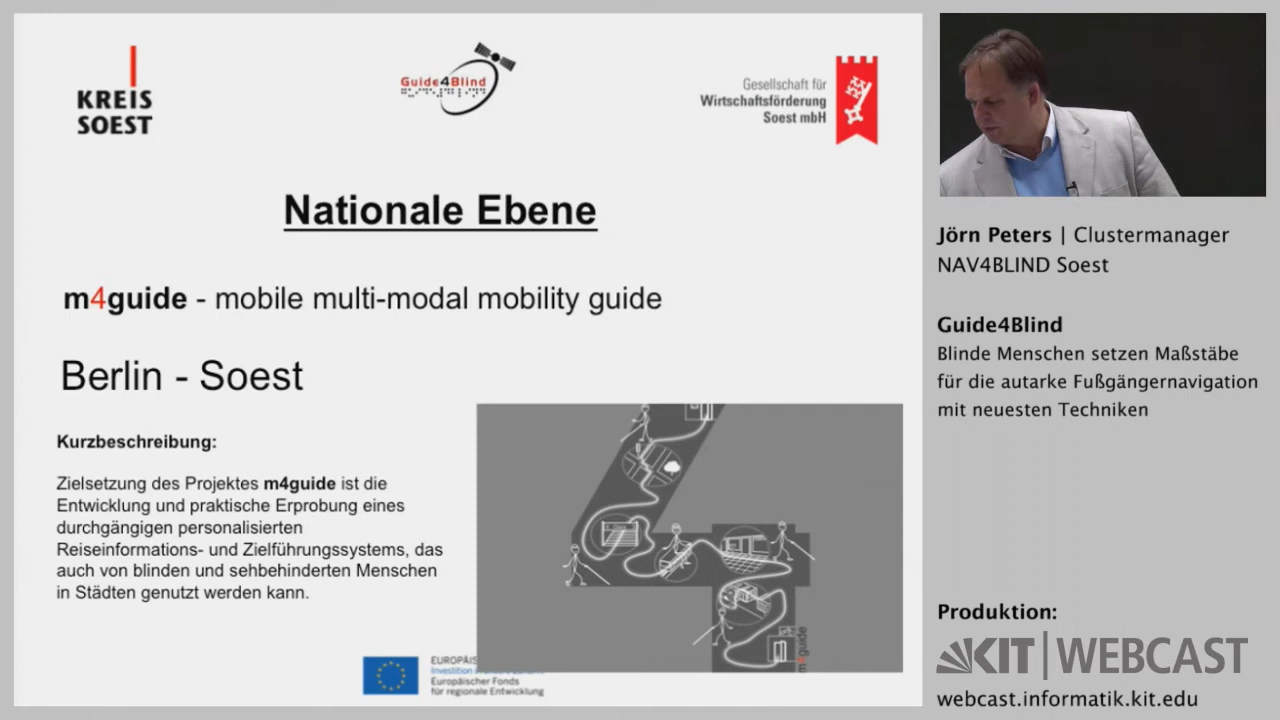 KREIS
SOEST
Guide4Blind
Gesellschaft für
Wirtschaftsförderung
Soest mbH
Nationale Ebene
m4guide - mobile multi-modal mobility guide
Berlin - Soest
Kurzbeschreibung:
Zielsetzung des Projektes m4guide ist die
Entwicklung und praktische Erprobung eines
durchgängigen personalisierten
Reiseinformations- und Zielführungssystems, das
auch von blinden und sehbehinderten Menschen
in Städten genutzt werden kann.
m4guide
EUROPÄIS
Europäischer Fonds
für regionale Entwicklung
Jörn Peters | Clustermanager
NAV4BLIND Soest
Guide4Blind
Blinde Menschen setzen Maßstäbe
für die autarke Fußgängernavigation
mit neuesten Techniken
Produktion:
KIT | WEBCAST
webcast.informatik.kit.edu